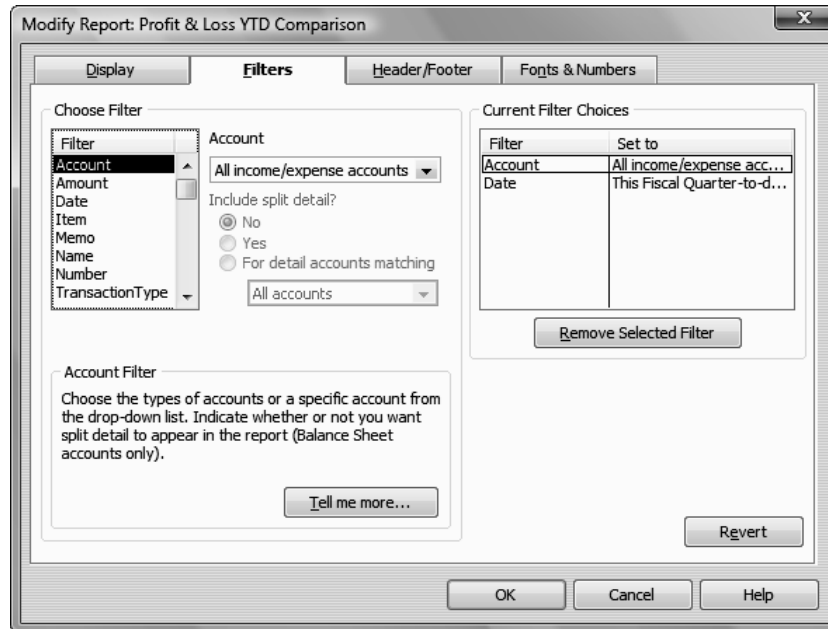 Modify Report: Profit & Loss YTD Comparison
X
Display
Filters
Header/Footer
Fonts & Numbers
Choose Filter
Filter
Account
Amount
Date
Item
Memo
Name
Number
TransactionType
Account
All income/expense accounts
Include split detail?
No
Yes
For detail accounts matching
All accounts
Account Filter
Choose the types of accounts or a specific account from
the drop-down list. Indicate whether or not you want
split detail to appear in the report (Balance Sheet
accounts only).
Tell me more...
Current Filter Choices
Filter Set to
Account All income/expense acc...
Date This Fiscal Quarter-to-d...
Remove Selected Filter
Revert
OK
Cancel
Help